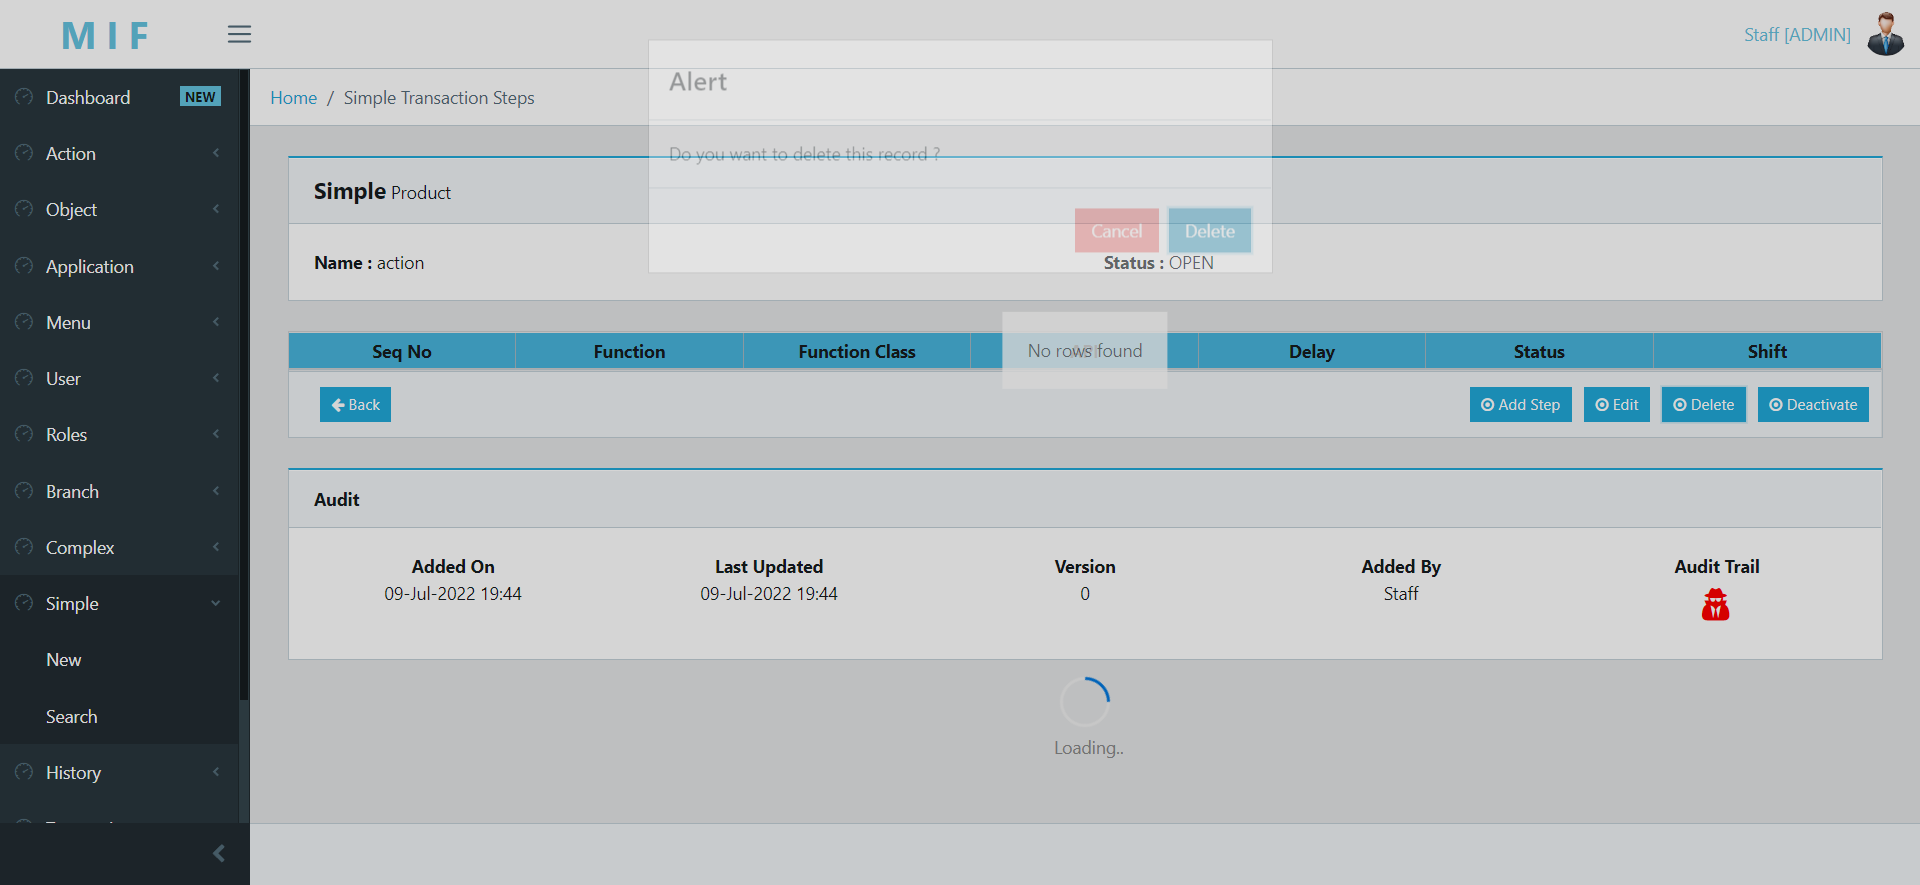 MIF
Staff [ADMIN]
Dashboard NEW
Action
Object
Application
Menu
User
Roles
Branch
Complex
Simple
New
Search
History
Home / Simple Transaction Steps
Alert
Do you want to delete this record ?
Cancel Delete
Simple Product
Name : action
Status : OPEN
Seq No Function Function Class Delay Status Shift
No rows found
Back Add Step Edit Delete Deactivate
Audit
Added On Last Updated Version Added By Audit Trail
09-Jul-2022 19:44 09-Jul-2022 19:44 0 Staff
Loading..